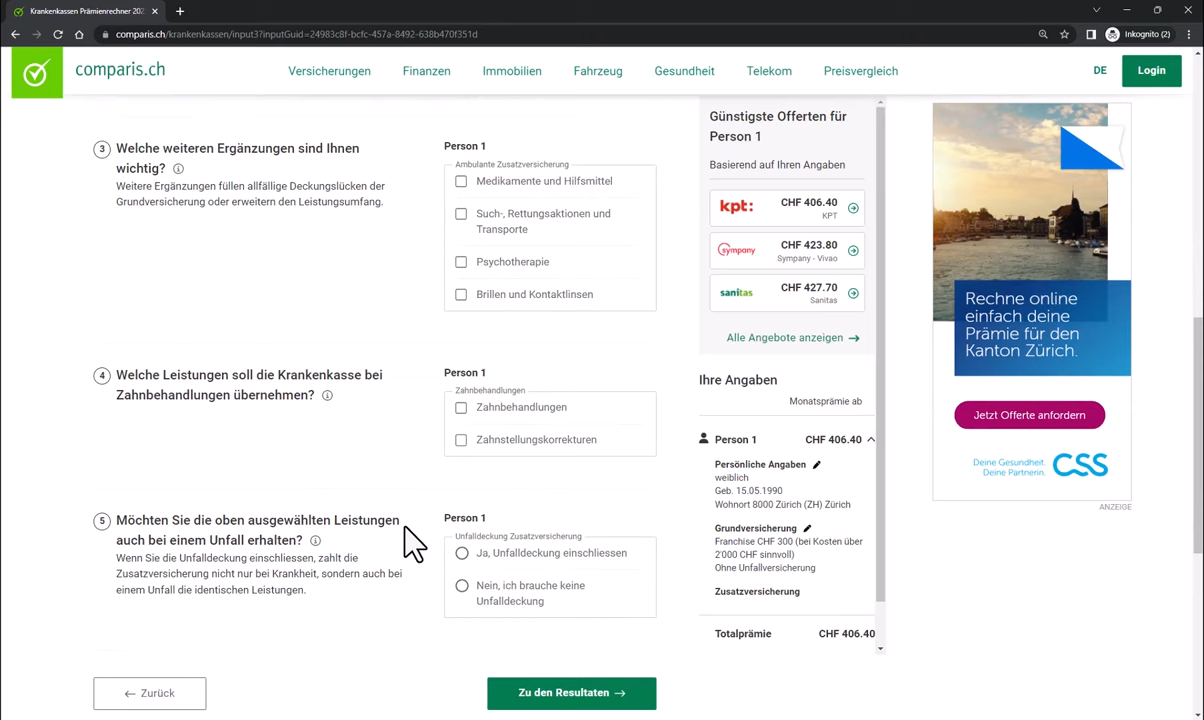 Krankenkassen Prämienrechner 202
comparis.ch/krankenkassen/input3?inputGuid=24983c8f-bcfc-457a-8492-638b470f351d
Inkognito (2)
comparis.ch
Versicherungen
Finanzen
Immobilien
Fahrzeug
Gesundheit
Telekom
Preisvergleich
DE
Login
3
Welche weiteren Ergänzungen sind Ihnen
wichtig?
Weitere Ergänzungen füllen allfällige Deckungslücken der
Grundversicherung oder erweitern den Leistungsumfang.
Person 1
Ambulante Zusatzversicherung
Medikamente und Hilfsmittel
Such-, Rettungsaktionen und
Transporte
Psychotherapie
Brillen und Kontaktlinsen
4
Welche Leistungen soll die Krankenkasse bei
Zahnbehandlungen übernehmen?
Person 1
Zahnbehandlungen
Zahnbehandlungen
Zahnstellungskorrekturen
5
Möchten Sie die oben ausgewählten Leistungen
auch bei einem Unfall erhalten?
Wenn Sie die Unfalldeckung einschliessen, zahlt die
Zusatzversicherung nicht nur bei Krankheit, sondern auch bei
einem Unfall die identischen Leistungen.
Person 1
Unfalldeckung Zusatzversicherung
Ja, Unfalldeckung einschliessen
Nein, ich brauche keine
Unfalldeckung
Zurück
Zu den Resultaten
Günstigste Offerten für
Person 1
Basierend auf Ihren Angaben
kpt:
CHF 406.40
KPT
sympany
CHF 423.80
Sympany - Vivao
sanitas
CHF 427.70
Sanitas
Alle Angebote anzeigen
Ihre Angaben
Monatsprämie ab
Person 1
CHF 406.40
Persönliche Angaben
weiblich
Geb. 15.05.1990
Wohnort 8000 Zürich (ZH) Zürich
Grundversicherung
Franchise CHF 300 (bei Kosten über
2'000 CHF sinnvoll)
Ohne Unfallversicherung
Zusatzversicherung
Totalprämie
CHF 406.40
Rechne online
einfach deine
Prämie für den
Kanton Zürich.
Jetzt Offerte anfordern
Deine Gesundheit.
Deine Partnerin.
CSS
ANZEIGE